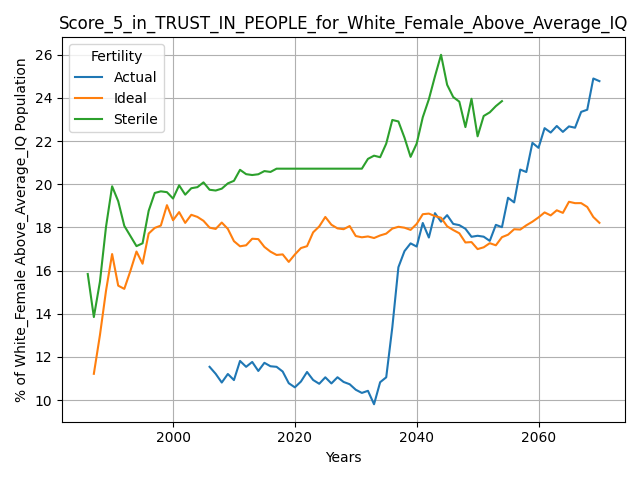 Score_5_in_TRUST_IN_PEOPLE_for_White_Female_Above_Average_IQ
% of White_Female Above_Average_IQ Population
26
24
22
20
18
16
14
12
10
Fertility
Actual
Ideal
Sterile
2000
2020
2040
2060
Years